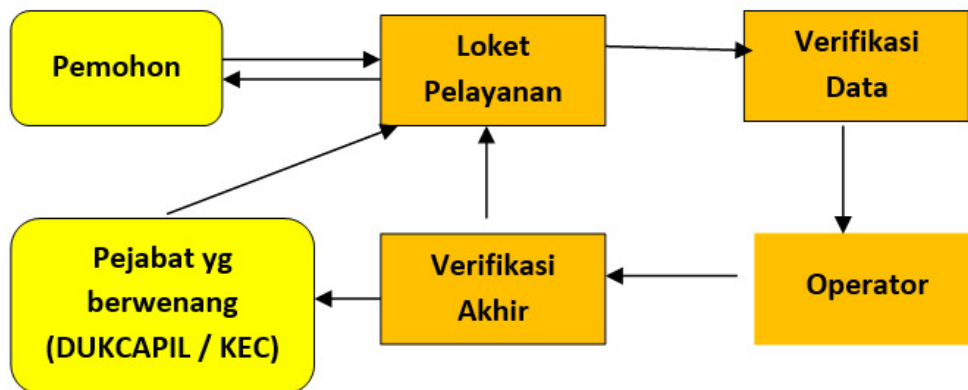 Pemohon
Loket
Pelayanan
Verifikasi
Data
Pejabat yg
berwenang
(DUKCAPIL / KEC)
Verifikasi
Akhir
Operator